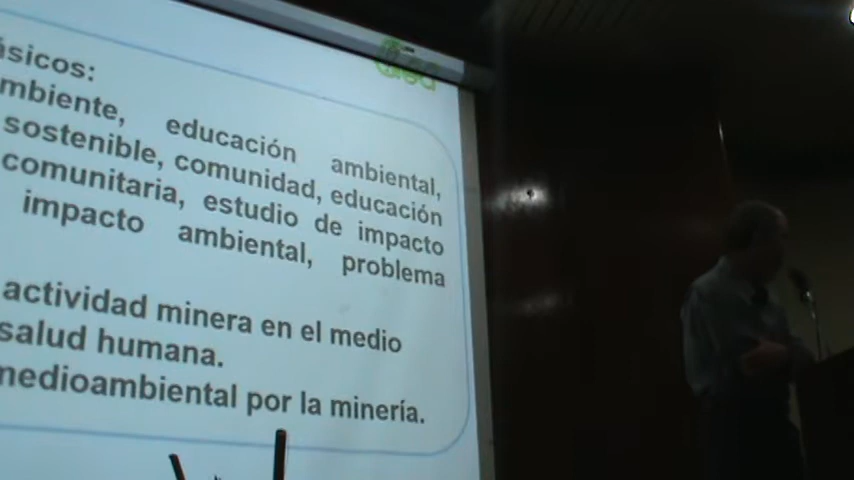 ásicos:
mbiente, educación ambiental,
sostenible, comunidad, educación
comunitaria, estudio de impacto
impacto ambiental, problema
actividad minera en el medio
salud humana.
medioambiental por la minería.